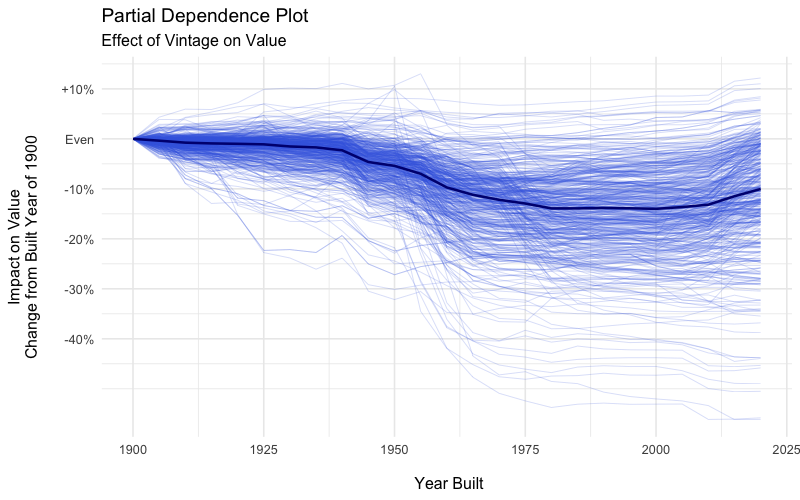 Partial Dependence Plot
Effect of Vintage on Value
Impact on Value
Change from Built Year of 1900
+10%
Even
-10%
-20%
-30%
-40%
1900
1925
1950
1975
2000
2025
Year Built